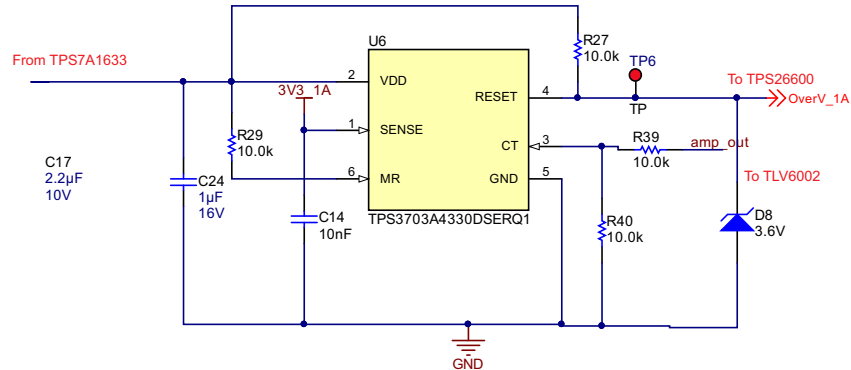 From TPS7A1633
U6
R27
10.0k
TP6
To TPS26600
2
VDD
3V3_1A
RESET
4
TP
OverV_1A
R29
10.0k
1
SENSE
CT
3
R39
10.0k
amp_out
C17
2.2µF
10V
C24
1µF
16V
6
MR
GND
5
To TLV6002
C14
10nF
TPS3703A4330DSERQ1
R40
10.0k
D8
3.6V
GND